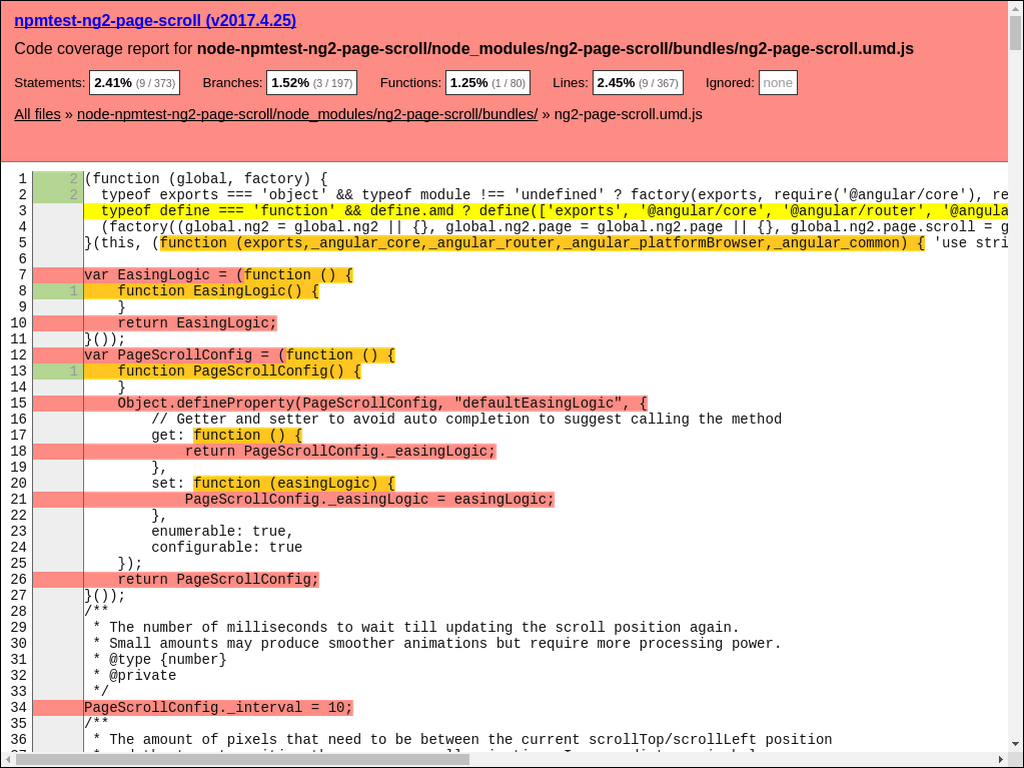 npmtest-ng2-page-scroll (v2017.4.25)
Code coverage report for node-npmtest-ng2-page-scroll/node_modules/ng2-page-scroll/bundles/ng2-page-scroll.umd.js
Statements: 2.41% (9 / 373) Branches: 1.52% (3 / 197) Functions: 1.25% (1 / 80) Lines: 2.45% (9 / 367) Ignored: none
All files » node-npmtest-ng2-page-scroll/node_modules/ng2-page-scroll/bundles/ » ng2-page-scroll.umd.js
1 2 (function (global, factory) {
2 2   typeof exports === 'object' && typeof module !== 'undefined' ? factory(exports, require('@angular/core'), re
3   typeof define === 'function' && define.amd ? define(['exports', '@angular/core', '@angular/router', '@angula
4   (factory((global.ng2 = global.ng2 || {}, global.ng2.page = global.ng2.page || {}, global.ng2.page.scroll = g
5 }(this, (function (exports,_angular_core,_angular_router,_angular_platformBrowser,_angular_common) { 'use stri
6
7 var EasingLogic = (function () {
8 1     function EasingLogic() {
9     }
10     return EasingLogic;
11 }());
12 var PageScrollConfig = (function () {
13 1     function PageScrollConfig() {
14     }
15     Object.defineProperty(PageScrollConfig, "defaultEasingLogic", {
16         // Getter and setter to avoid auto completion to suggest calling the method
17         get: function () {
18             return PageScrollConfig._easingLogic;
19         },
20         set: function (easingLogic) {
21             PageScrollConfig._easingLogic = easingLogic;
22         },
23         enumerable: true,
24         configurable: true
25     });
26     return PageScrollConfig;
27 }());
28 /**
29  * The number of milliseconds to wait till updating the scroll position again.
30  * Small amounts may produce smoother animations but require more processing power.
31  * @type {number}
32  * @private
33  */
34 PageScrollConfig._interval = 10;
35 /**
36  * The amount of pixels that need to be between the current scrollTop/scrollLeft position